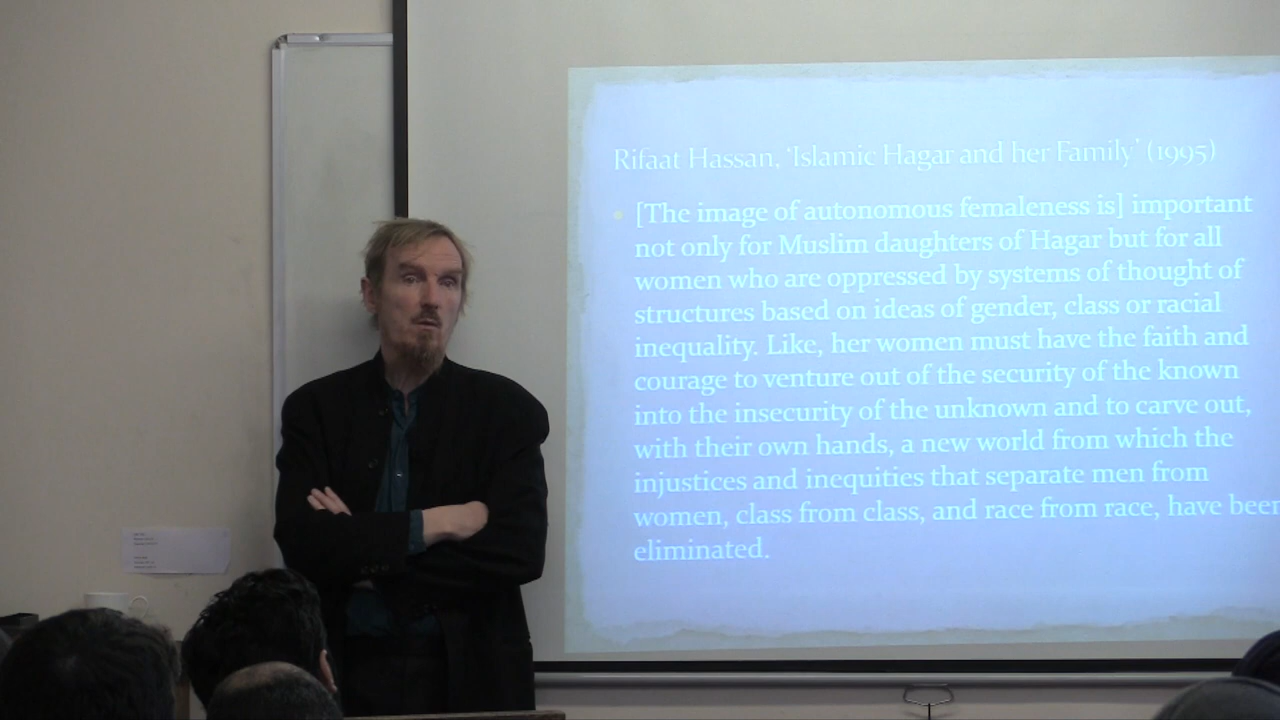 Rifaat Hassan, 'Islamic Hagar and her Family' (1995)
[The image of autonomous femaleness is] important
not only for Muslim daughters of Hagar but for all
women who are oppressed by systems of thought of
structures based on ideas of gender, class or racial
inequality. Like, her women must have the faith and
courage to venture out of the security of the known
into the insecurity of the unknown and to carve out,
with their own hands, a new world from which the
injustices and inequities that separate men from
women, class from class, and race from race, have been
eliminated.